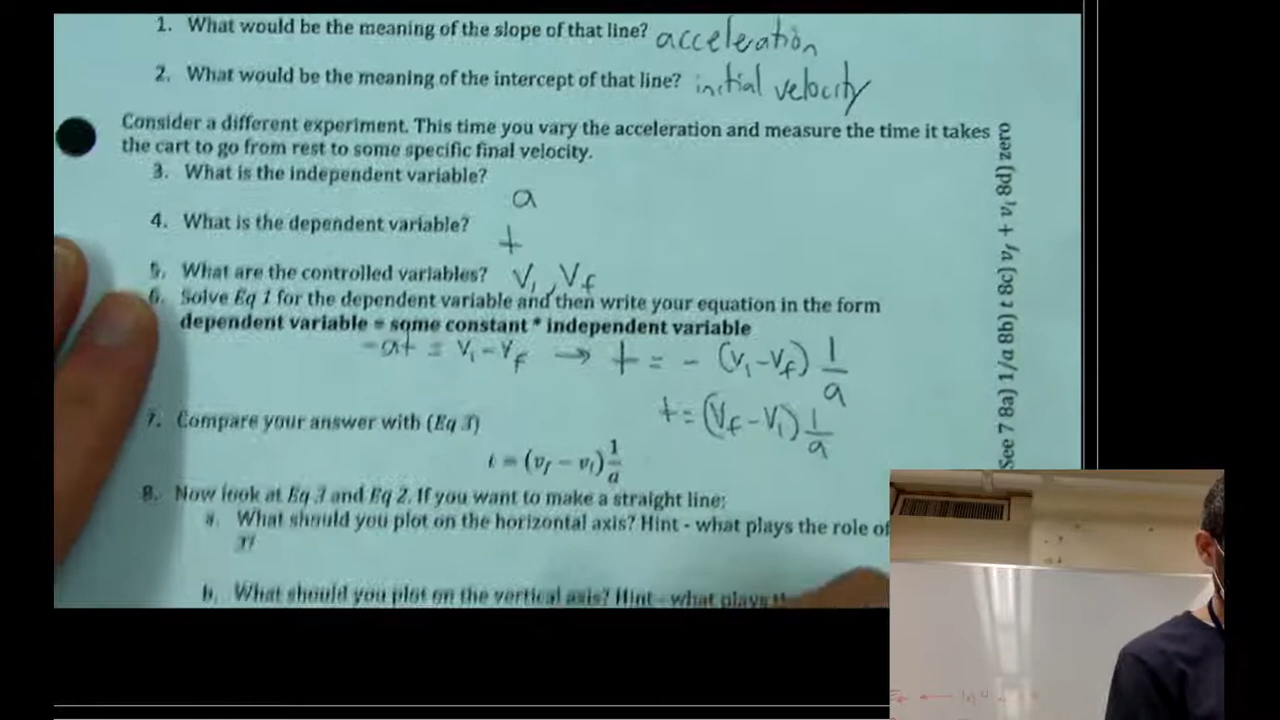 1. What would be the meaning of the slope of that line? acceleration
2. What would be the meaning of the intercept of that line? initial velocity
Consider a different experiment. This time you vary the acceleration and measure the time it takes
the cart to go from rest to some specific final velocity.
3. What is the independent variable?
a
4. What is the dependent variable?
t
5. What are the controlled variables? V₁, V_f
6. Solve Eq 1 for the dependent variable and then write your equation in the form
dependent variable = some constant * independent variable
-at = V₁ - V_f → t = - (V₁ - V_f) 1/a
t = (V_f - V₁) 1/a
7. Compare your answer with (Eq 3)
t = (v_f − v_i) 1/a
8. Now look at Eq 3 and Eq 2. If you want to make a straight line:
a. What should you plot on the horizontal axis? Hint - what plays the role of
b. What should you plot on the vertical axis? Hint - what plays
See 7 8a) 1/a 8b) t 8c) v_f + v_i 8d) zero